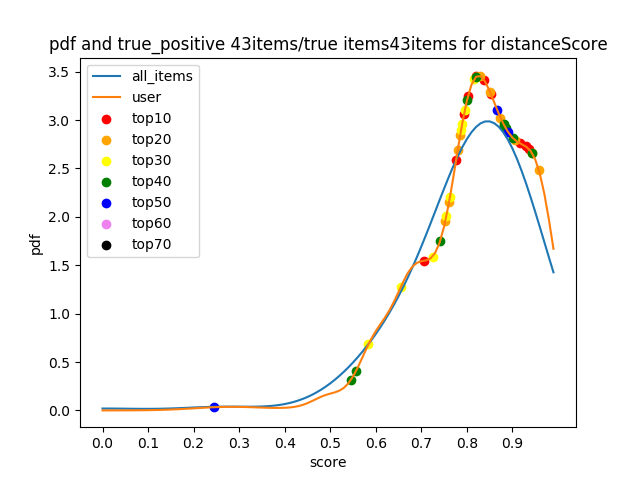 pdf and true_positive 43items/true items43items for distanceScore
3.5
3.0
2.5
2.0
1.5
1.0
0.5
0.0
pdf
all_items
user
top10
top20
top30
top40
top50
top60
top70
0.0 0.1 0.2 0.3 0.4 0.5 0.6 0.7 0.8 0.9
score